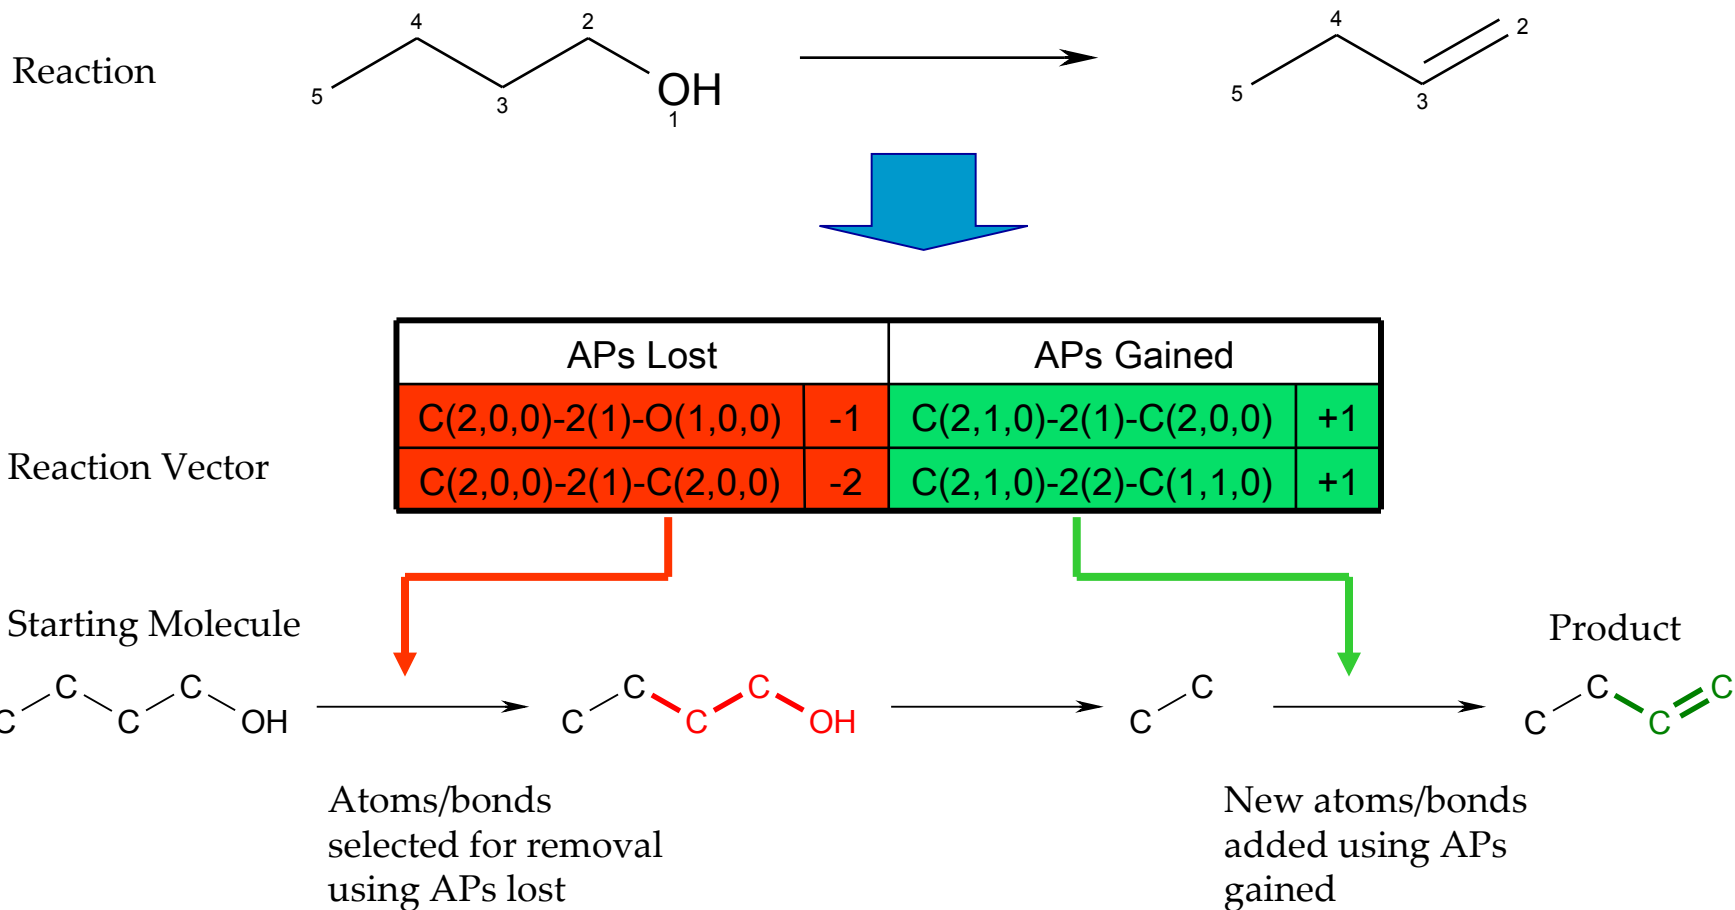 4 2 4 2
Reaction
5 3 OH 5 3
1
APs Lost APs Gained
C(2,0,0)-2(1)-O(1,0,0) -1 C(2,1,0)-2(1)-C(2,0,0) +1
Reaction Vector
C(2,0,0)-2(1)-C(2,0,0) -2 C(2,1,0)-2(2)-C(1,1,0) +1
Starting Molecule Product
C C C C C C C
C C OH C C OH C C C
Atoms/bonds
selected for removal
using APs lost
New atoms/bonds
added using APs
gained